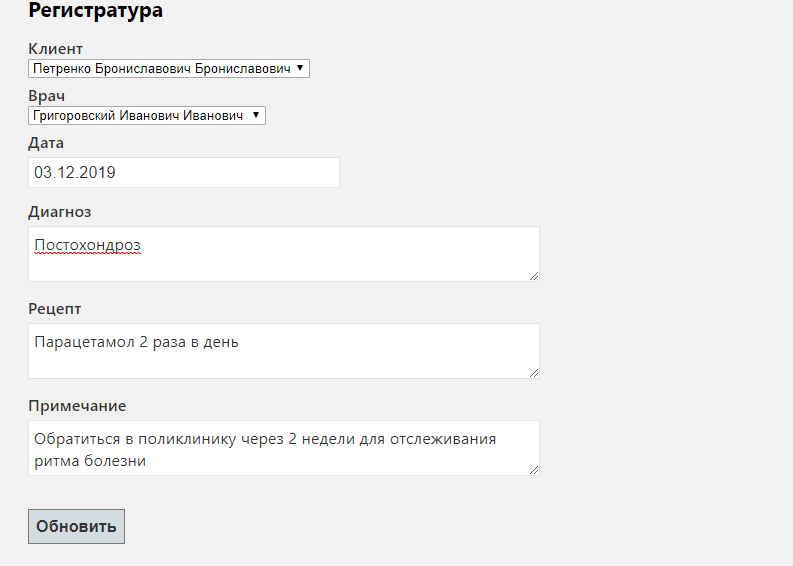 Регистратура
Клиент
Петренко Брониславович Брониславович
Врач
Григоровский Иванович Иванович
Дата
03.12.2019
Диагноз
Постохондроз
Рецепт
Парацетамол 2 раза в день
Примечание
Обратиться в поликлинику через 2 недели для отслеживания
ритма болезни
Обновить